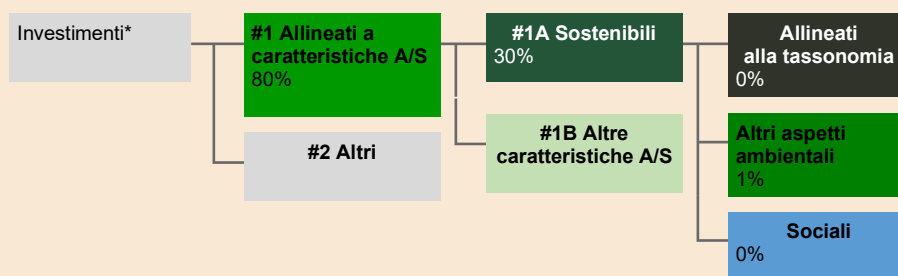 Investimenti*
#1 Allineati a
caratteristiche A/S
80%
#2 Altri
#1A Sostenibili
30%
#1B Altre
caratteristiche A/S
Allineati
alla tassonomia
0%
Altri aspetti
ambientali
1%
Sociali
0%